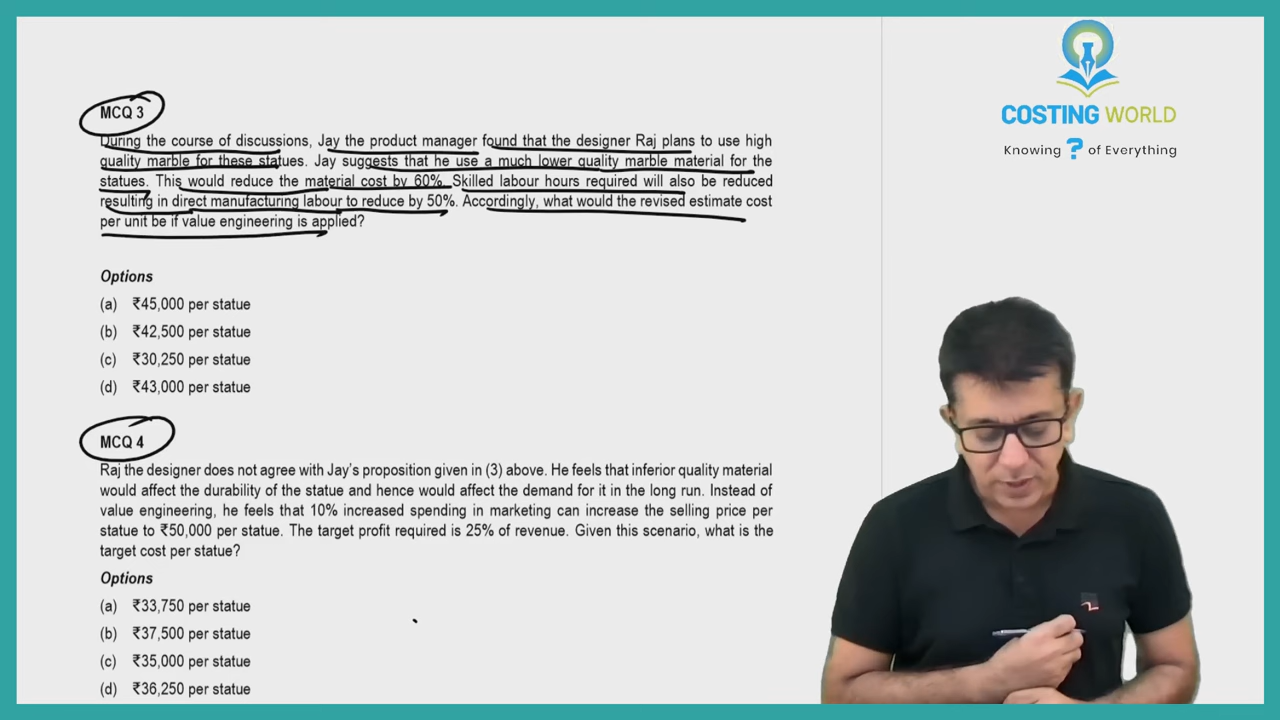 COSTING WORLD
Knowing ? of Everything
MCQ 3
During the course of discussions, Jay the product manager found that the designer Raj plans to use high
quality marble for these statues. Jay suggests that he use a much lower quality marble material for the
statues. This would reduce the material cost by 60%. Skilled labour hours required will also be reduced
resulting in direct manufacturing labour to reduce by 50%. Accordingly, what would the revised estimate cost
per unit be if value engineering is applied?
Options
(a) ₹45,000 per statue
(b) ₹42,500 per statue
(c) ₹30,250 per statue
(d) ₹43,000 per statue
MCQ 4
Raj the designer does not agree with Jay's proposition given in (3) above. He feels that inferior quality material
would affect the durability of the statue and hence would affect the demand for it in the long run. Instead of
value engineering, he feels that 10% increased spending in marketing can increase the selling price per
statue to ₹50,000 per statue. The target profit required is 25% of revenue. Given this scenario, what is the
target cost per statue?
Options
(a) ₹33,750 per statue
(b) ₹37,500 per statue
(c) ₹35,000 per statue
(d) ₹36,250 per statue